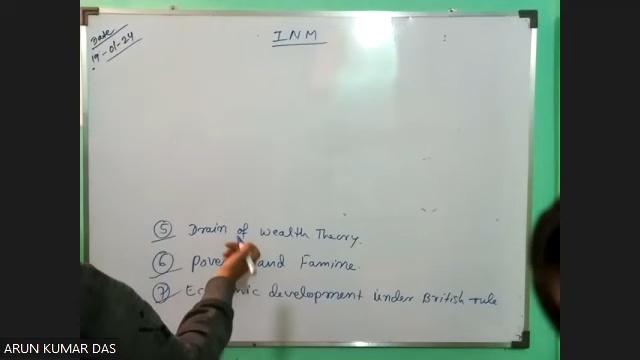 Date
19-01-24
INM
5 Drain of Wealth Theory.
6 and Famine.
7 development under British rule
ARUN KUMAR DAS